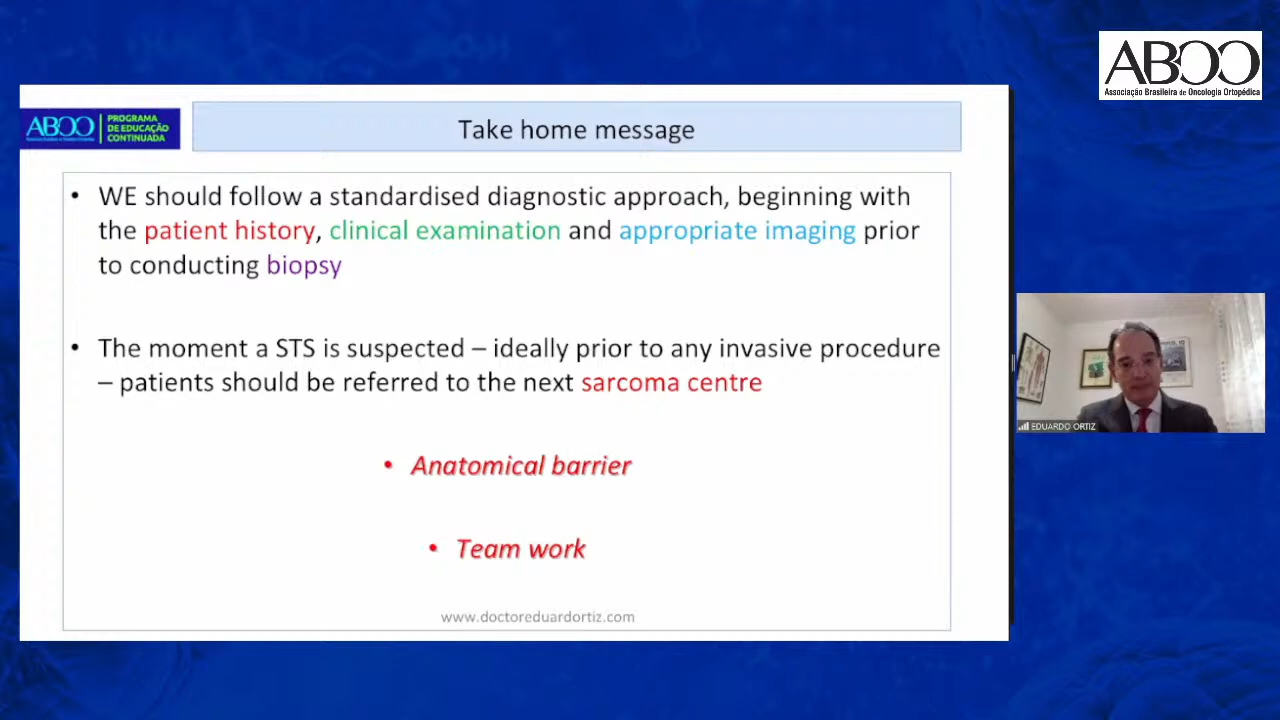 ABOO
Associação Brasileira de Oncologia Ortopédica
ABOO
PROGRAMA
DE EDUCAÇÃO
CONTINUADA
Take home message
• WE should follow a standardised diagnostic approach, beginning with
the patient history, clinical examination and appropriate imaging prior
to conducting biopsy
• The moment a STS is suspected – ideally prior to any invasive procedure
– patients should be referred to the next sarcoma centre
• Anatomical barrier
• Team work
www.doctoreduardortiz.com
EDUARDO ORTIZ